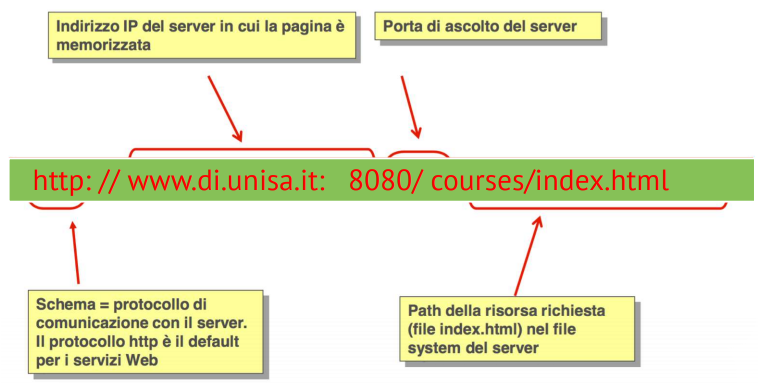 Indirizzo IP del server in cui la pagina è
memorizzata
Porta di ascolto del server
http: // www.di.unisa.it: 8080/ courses/index.html
Schema = protocollo di
comunicazione con il server.
Il protocollo http è il default
per i servizi Web
Path della risorsa richiesta
(file index.html) nel file
system del server